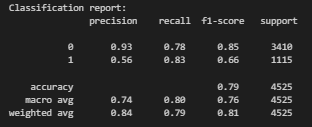 Classification report:
precision recall f1-score support
0 0.93 0.78 0.85 3410
1 0.56 0.83 0.66 1115
accuracy 0.79 4525
macro avg 0.74 0.80 0.76 4525
weighted avg 0.84 0.79 0.81 4525